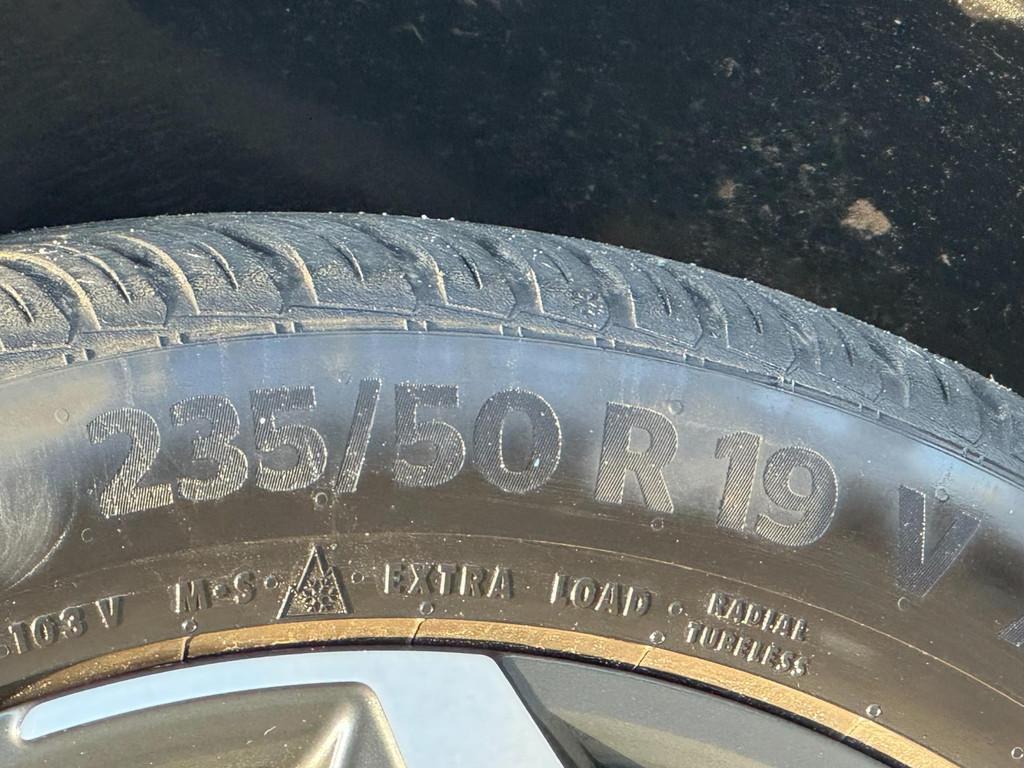 235/50 R 19 V
103 V M+S EXTRA LOAD RADIAL
TUBELESS